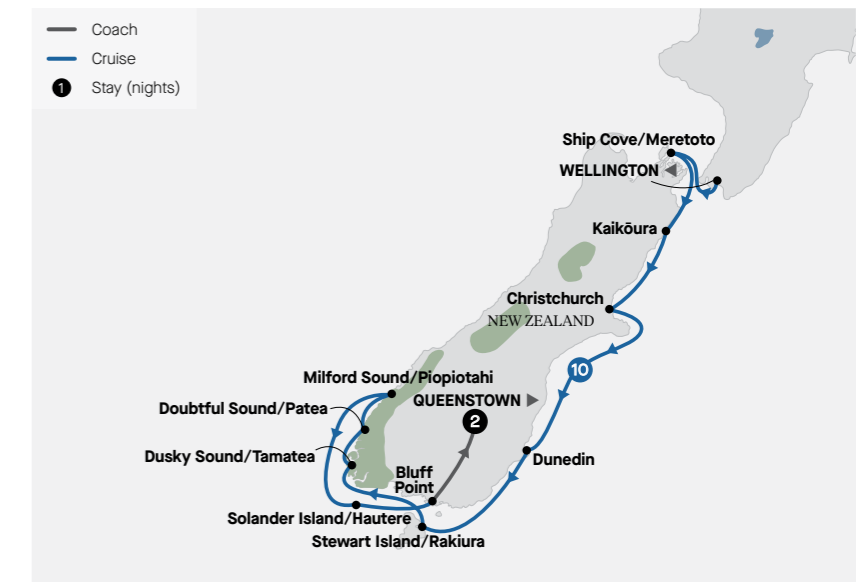 Coach
Cruise
1 Stay (nights)
Ship Cove/Meretoto
WELLINGTON
Kaikōura
Christchurch
NEW ZEALAND
10
Milford Sound/Piopiotahi
QUEENSTOWN
2
Doubtful Sound/Patea
Dusky Sound/Tamatea
Dunedin
Bluff
Point
Solander Island/Hautere
Stewart Island/Rakiura